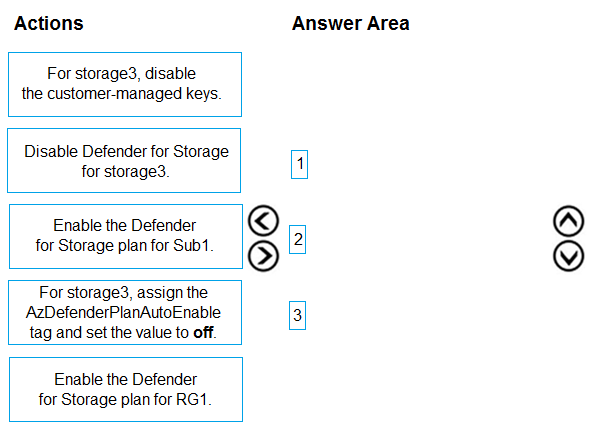 Actions
Answer Area
For storage3, disable
the customer-managed keys.
Disable Defender for Storage
for storage3.
1
Enable the Defender
for Storage plan for Sub1.
2
For storage3, assign the
AzDefenderPlanAutoEnable
tag and set the value to off.
3
Enable the Defender
for Storage plan for RG1.